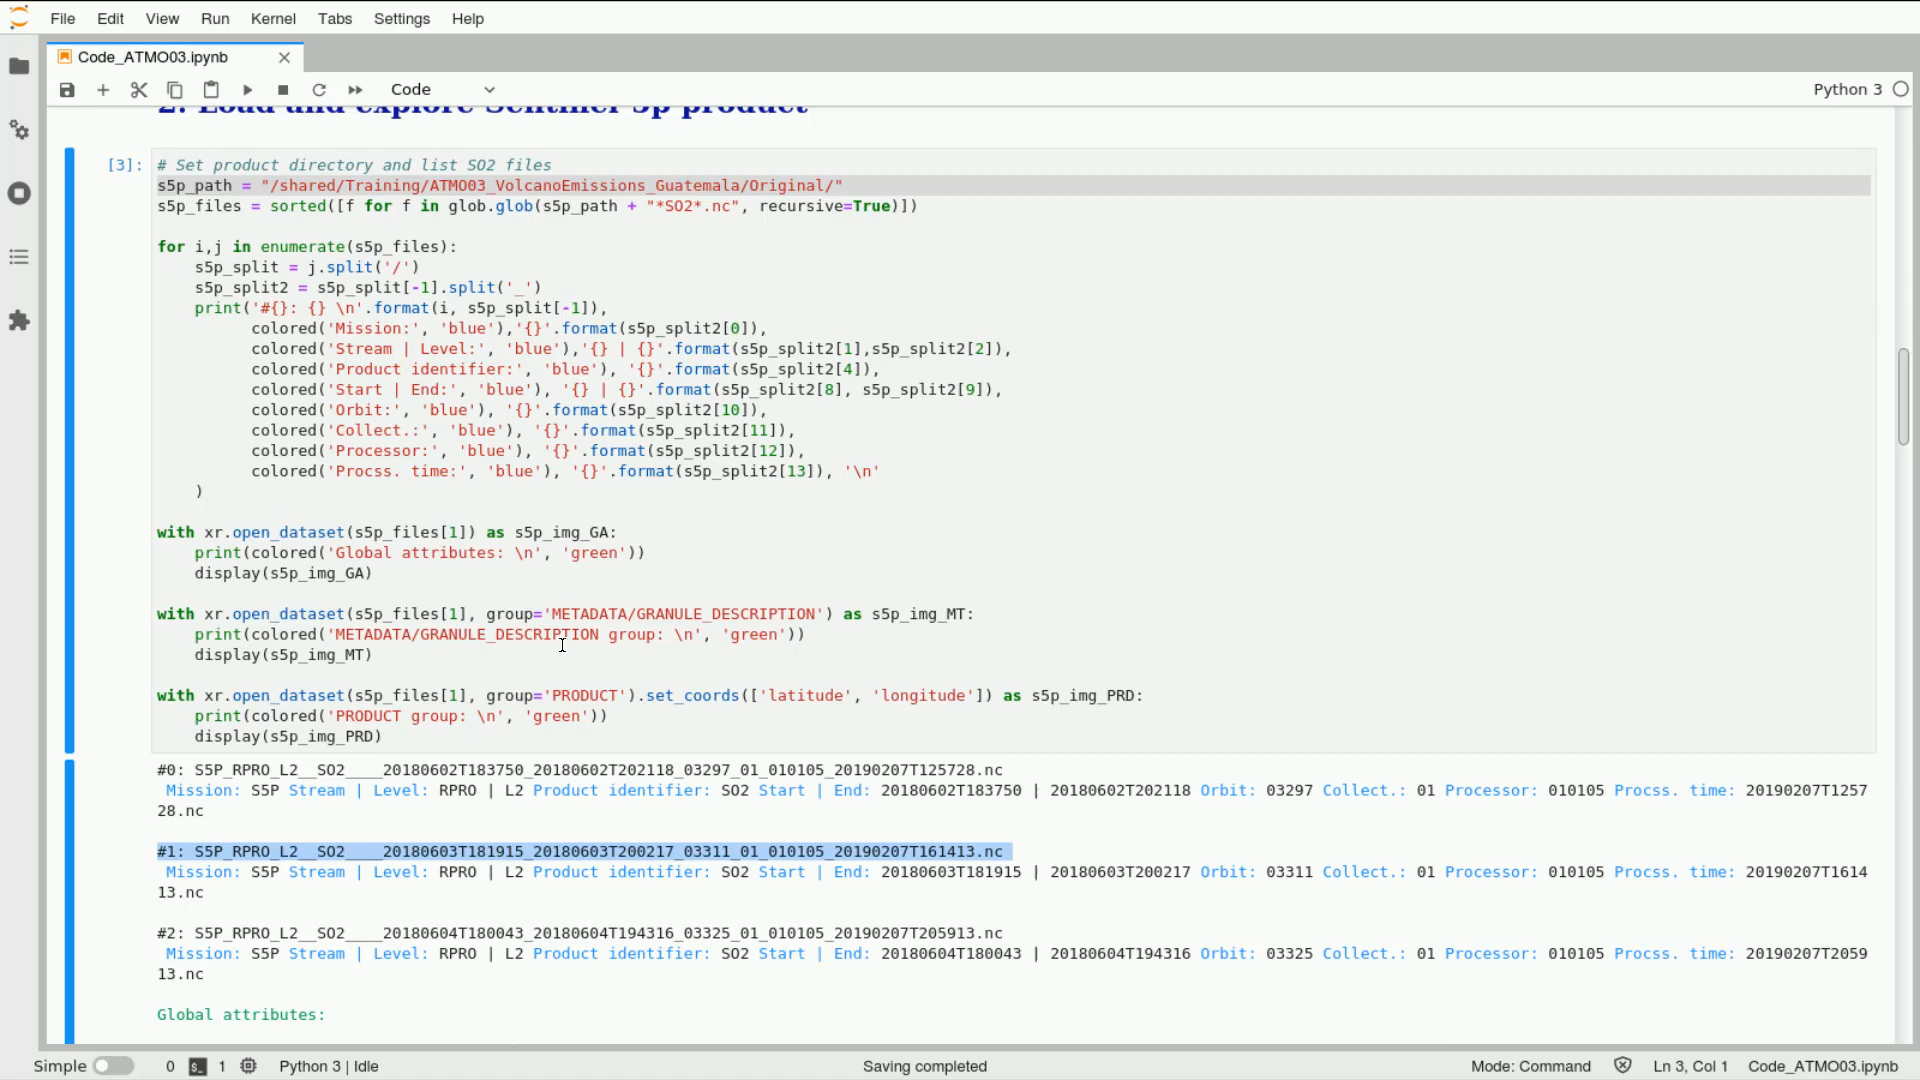 File Edit View Run Kernel Tabs Settings Help
Code_ATMO03.ipynb
Code Python 3
2. Load and explore Sentinel 5p product
[3]: # Set product directory and list SO2 files
s5p_path = "/shared/Training/ATMO03_VolcanoEmissions_Guatemala/Original/"
s5p_files = sorted([f for f in glob.glob(s5p_path + "*SO2*.nc", recursive=True)])
for i,j in enumerate(s5p_files):
s5p_split = j.split('/')
s5p_split2 = s5p_split[-1].split('_')
print('#{}: {} \n'.format(i, s5p_split[-1]),
colored('Mission:', 'blue'),'{}'.format(s5p_split2[0]),
colored('Stream | Level:', 'blue'),'{} | {}'.format(s5p_split2[1],s5p_split2[2]),
colored('Product identifier:', 'blue'), '{}'.format(s5p_split2[4]),
colored('Start | End:', 'blue'), '{} | {}'.format(s5p_split2[8], s5p_split2[9]),
colored('Orbit:', 'blue'), '{}'.format(s5p_split2[10]),
colored('Collect.:', 'blue'), '{}'.format(s5p_split2[11]),
colored('Processor:', 'blue'), '{}'.format(s5p_split2[12]),
colored('Procss. time:', 'blue'), '{}'.format(s5p_split2[13]), '\n'
)
with xr.open_dataset(s5p_files[1]) as s5p_img_GA:
print(colored('Global attributes: \n', 'green'))
display(s5p_img_GA)
with xr.open_dataset(s5p_files[1], group='METADATA/GRANULE_DESCRIPTION') as s5p_img_MT:
print(colored('METADATA/GRANULE_DESCRIPTION group: \n', 'green'))
display(s5p_img_MT)
with xr.open_dataset(s5p_files[1], group='PRODUCT').set_coords(['latitude', 'longitude']) as s5p_img_PRD:
print(colored('PRODUCT group: \n', 'green'))
display(s5p_img_PRD)
#0: S5P_RPRO_L2__SO2____20180602T183750_20180602T202118_03297_01_010105_20190207T125728.nc
Mission: S5P Stream | Level: RPRO | L2 Product identifier: SO2 Start | End: 20180602T183750 | 20180602T202118 Orbit: 03297 Collect.: 01 Processor: 010105 Procss. time: 20190207T1257
28.nc
#1: S5P_RPRO_L2__SO2____20180603T181915_20180603T200217_03311_01_010105_20190207T161413.nc
Mission: S5P Stream | Level: RPRO | L2 Product identifier: SO2 Start | End: 20180603T181915 | 20180603T200217 Orbit: 03311 Collect.: 01 Processor: 010105 Procss. time: 20190207T1614
13.nc
#2: S5P_RPRO_L2__SO2____20180604T180043_20180604T194316_03325_01_010105_20190207T205913.nc
Mission: S5P Stream | Level: RPRO | L2 Product identifier: SO2 Start | End: 20180604T180043 | 20180604T194316 Orbit: 03325 Collect.: 01 Processor: 010105 Procss. time: 20190207T2059
13.nc
Global attributes:
Simple 0 1 Python 3 | Idle Saving completed Mode: Command Ln 3, Col 1 Code_ATMO03.ipynb